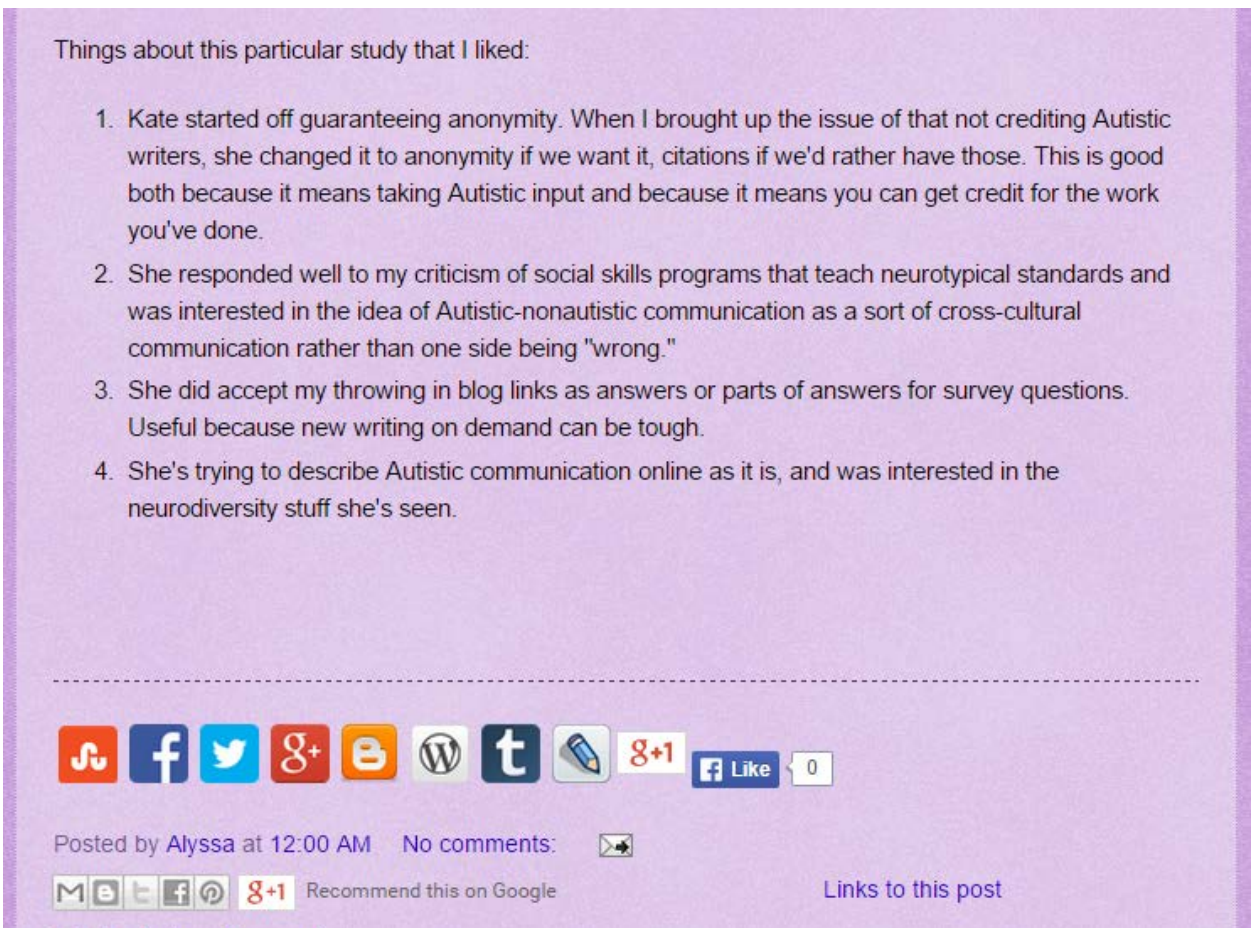 Things about this particular study that I liked:
1. Kate started off guaranteeing anonymity. When I brought up the issue of that not crediting Autistic
writers, she changed it to anonymity if we want it, citations if we'd rather have those. This is good
both because it means taking Autistic input and because it means you can get credit for the work
you've done.
2. She responded well to my criticism of social skills programs that teach neurotypical standards and
was interested in the idea of Autistic-nonautistic communication as a sort of cross-cultural
communication rather than one side being "wrong."
3. She did accept my throwing in blog links as answers or parts of answers for survey questions.
Useful because new writing on demand can be tough.
4. She's trying to describe Autistic communication online as it is, and was interested in the
neurodiversity stuff she's seen.
g+1 Like 0
Posted by Alyssa at 12:00 AM No comments:
g+1 Recommend this on Google Links to this post